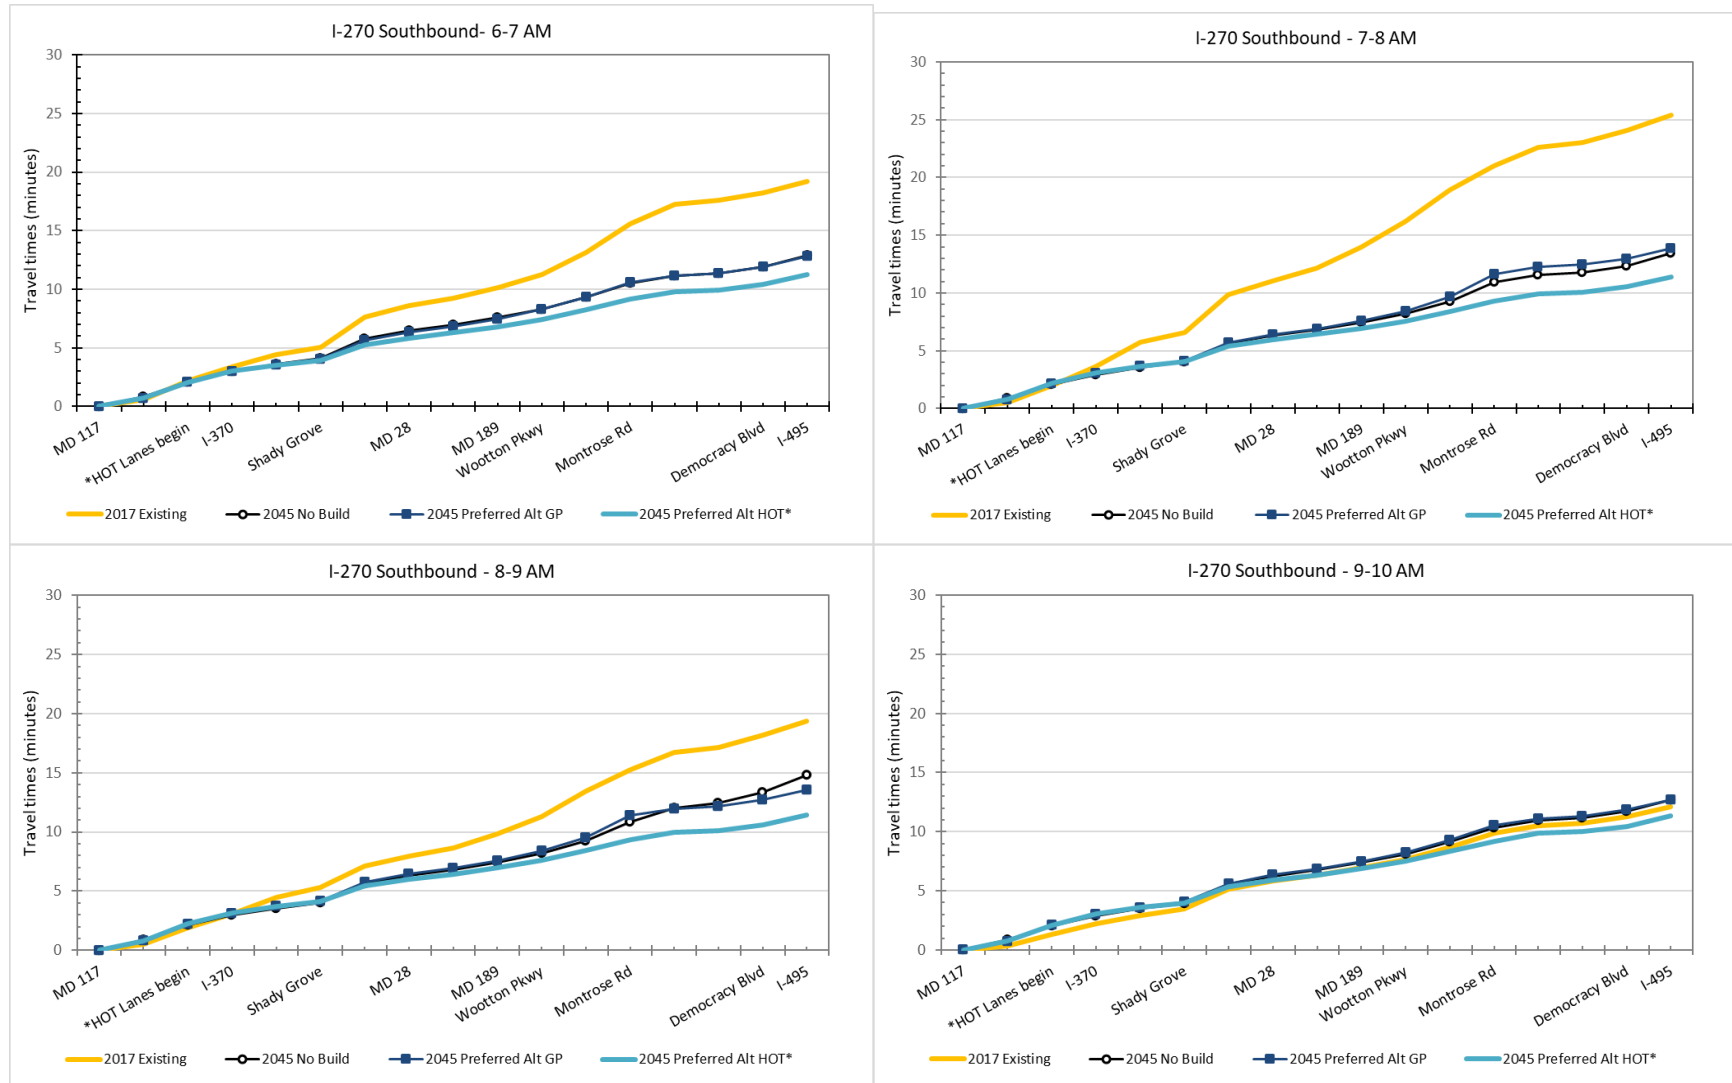 I-270 Southbound- 6-7 AM
Travel times (minutes)
30
25
20
15
10
5
0
MD 117
*HOT Lanes begin
I-370
Shady Grove
MD 28
MD 189
Wootton Pkwy
Montrose Rd
Democracy Blvd
I-495
2017 Existing
2045 No Build
2045 Preferred Alt GP
2045 Preferred Alt HOT*
I-270 Southbound - 7-8 AM
Travel times (minutes)
30
25
20
15
10
5
0
MD 117
*HOT Lanes begin
I-370
Shady Grove
MD 28
MD 189
Wootton Pkwy
Montrose Rd
Democracy Blvd
I-495
2017 Existing
2045 No Build
2045 Preferred Alt GP
2045 Preferred Alt HOT*
I-270 Southbound - 8-9 AM
Travel times (minutes)
30
25
20
15
10
5
0
MD 117
*HOT Lanes begin
I-370
Shady Grove
MD 28
MD 189
Wootton Pkwy
Montrose Rd
Democracy Blvd
I-495
2017 Existing
2045 No Build
2045 Preferred Alt GP
2045 Preferred Alt HOT*
I-270 Southbound - 9-10 AM
Travel times (minutes)
30
25
20
15
10
5
0
MD 117
*HOT Lanes begin
I-370
Shady Grove
MD 28
MD 189
Wootton Pkwy
Montrose Rd
Democracy Blvd
I-495
2017 Existing
2045 No Build
2045 Preferred Alt GP
2045 Preferred Alt HOT*